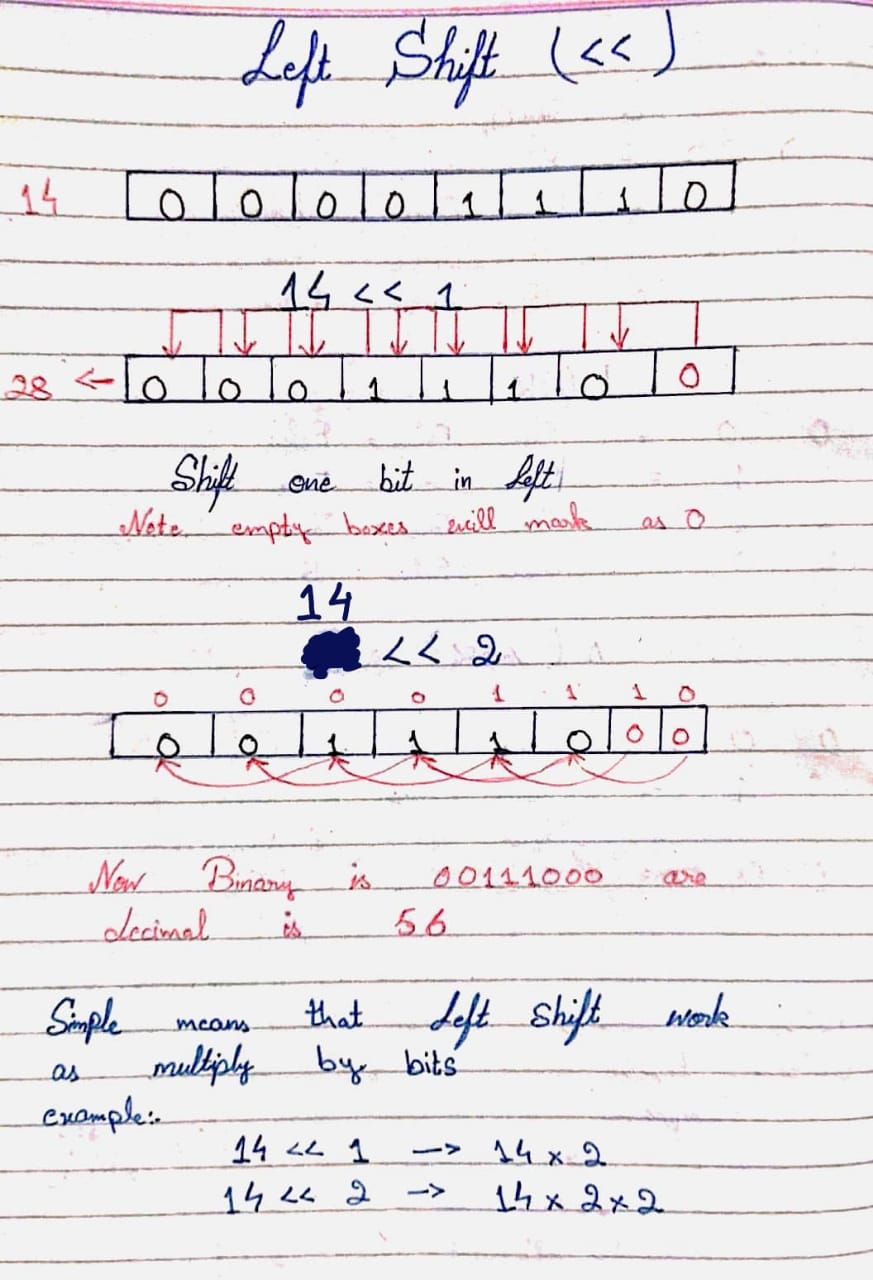 Left Shift (<<)
14 0 0 0 0 1 1 1 0
14 << 1
28 ← 0 0 0 1 1 1 0 0
Shift one bit in left
Note empty boxes will mark as 0
14
<< 2
0 0 0 0 1 1 1 0
0 0 1 1 1 0 0 0
Now Binary is 00111000 are
decimal is 56
Simple means that Left Shift work
as multiply by bits
example:-
14 << 1 -> 14 x 2
14 << 2 -> 14 x 2 x 2